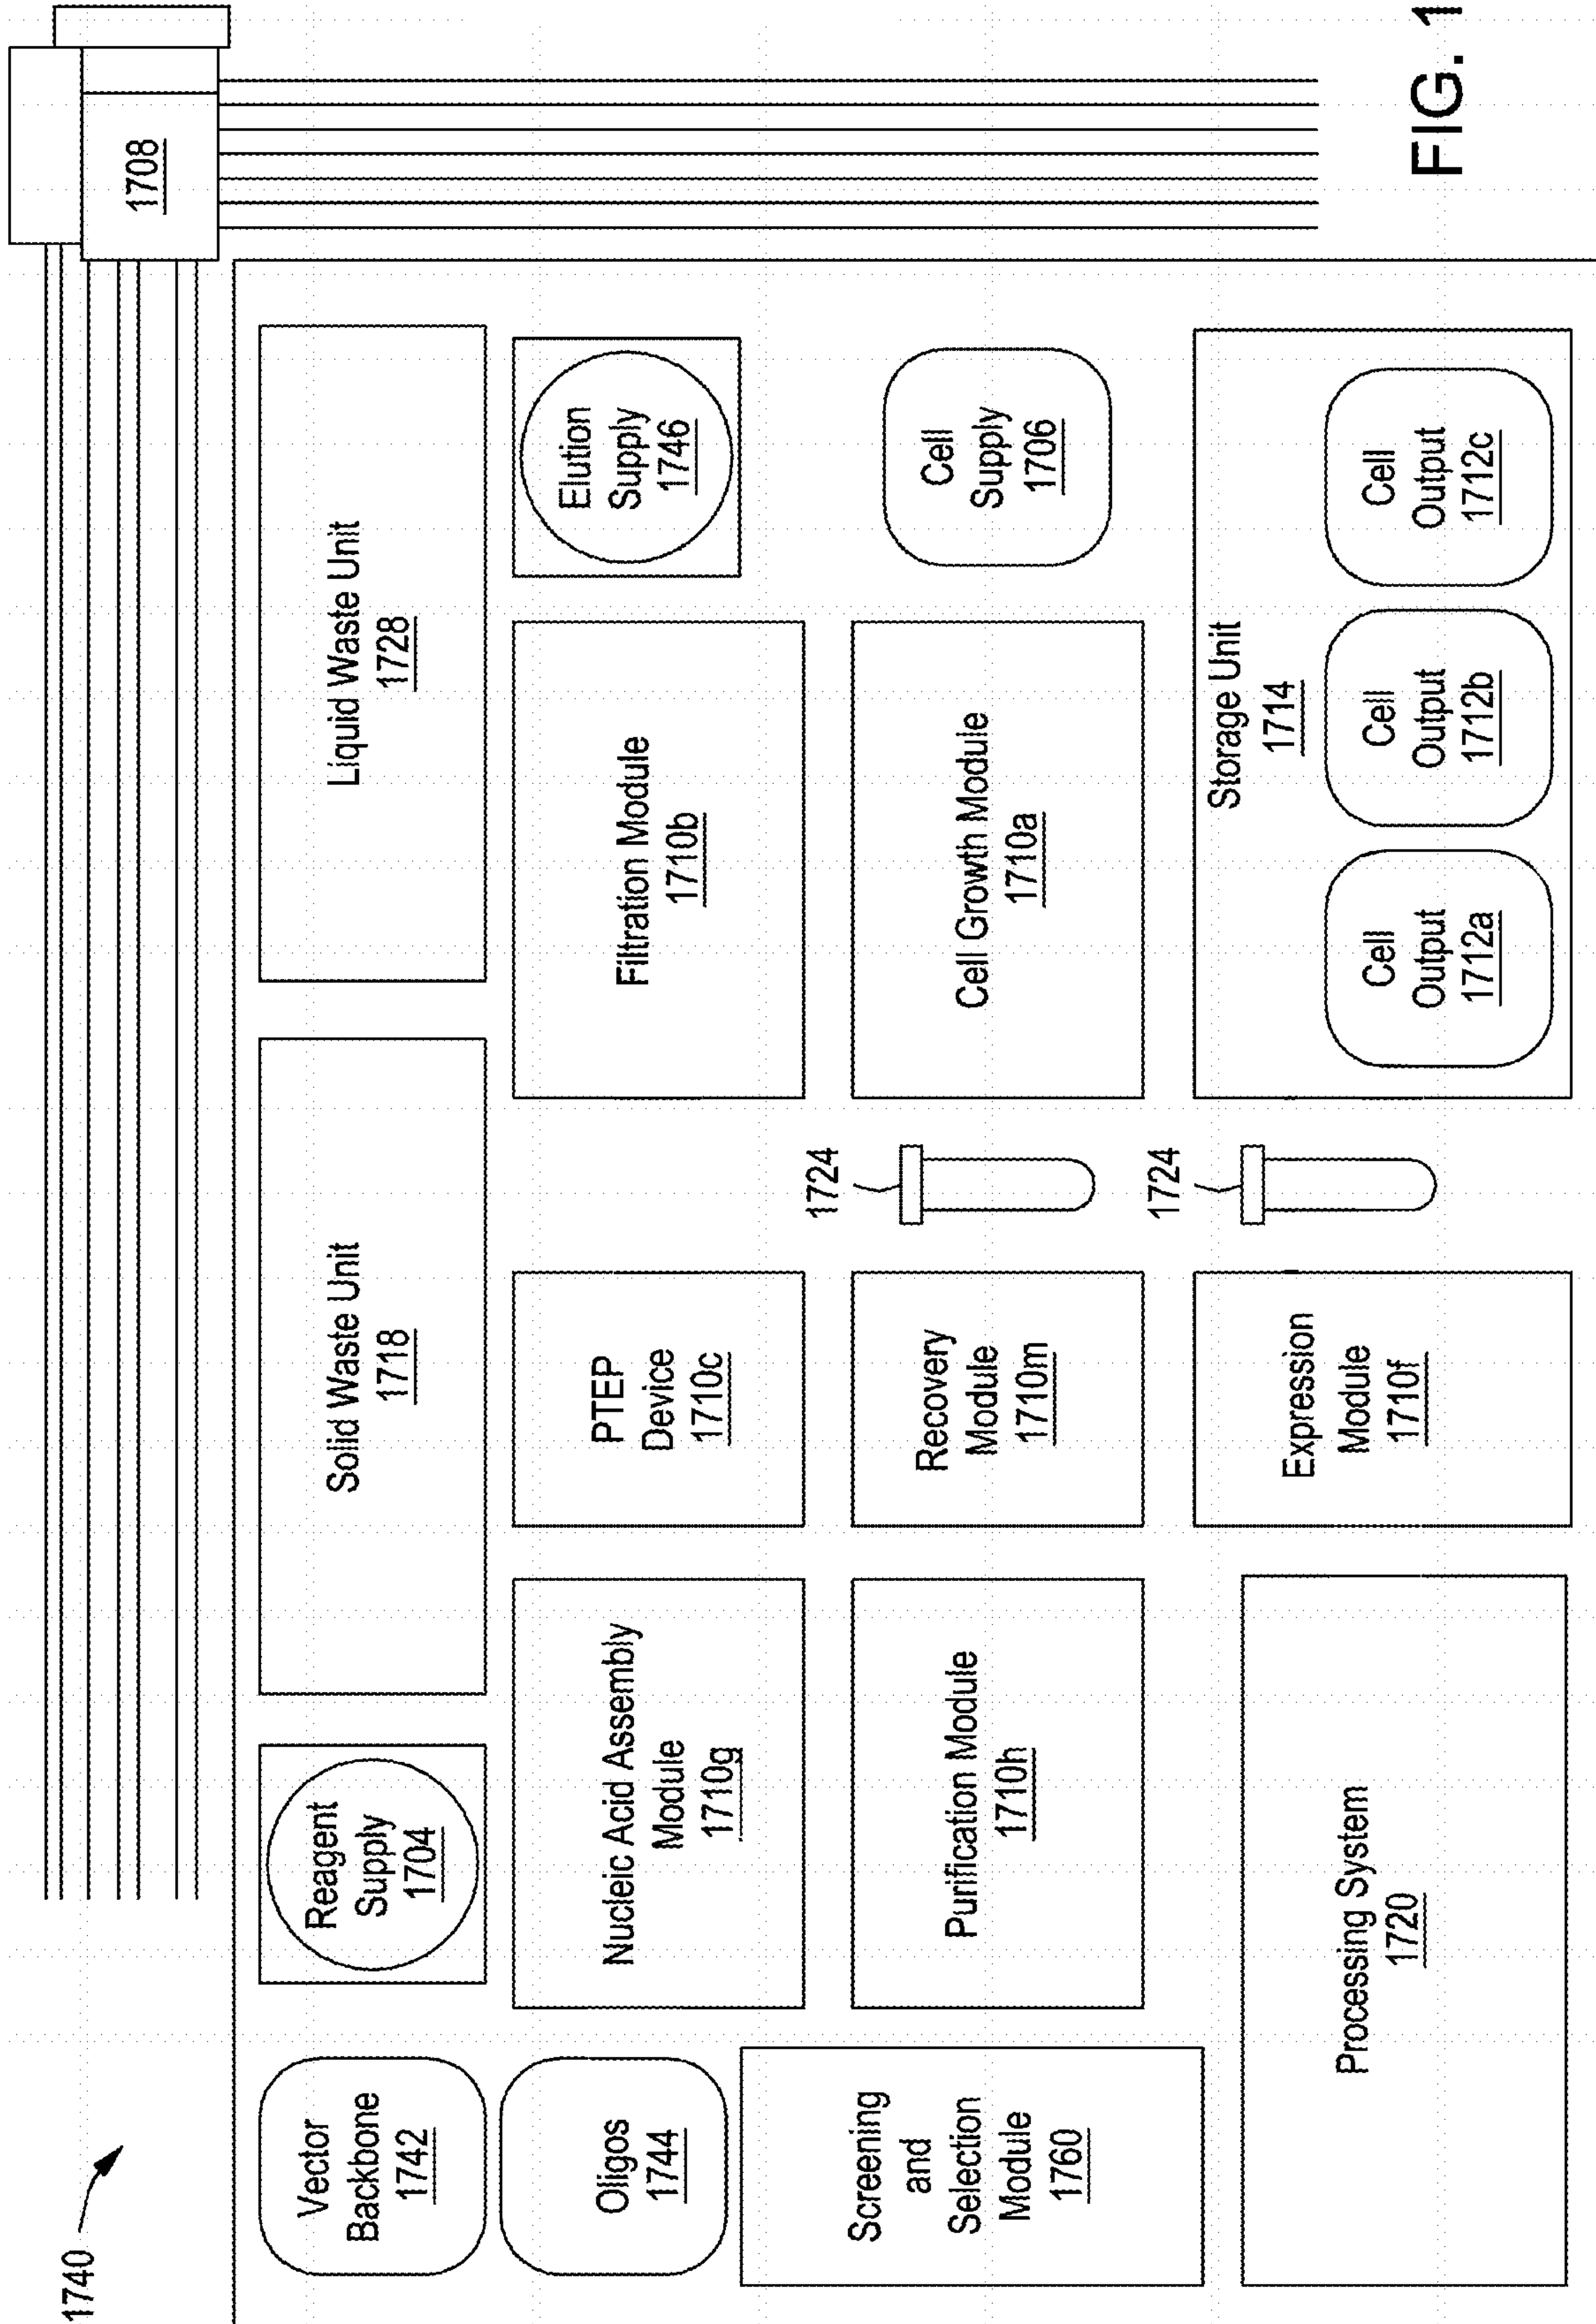 1740
1708
Vector
Backbone
1742
Reagent
Supply
1704
Solid Waste Unit
1718
Liquid Waste Unit
1728
Oligos
1744
Nucleic Acid Assembly
Module
1710g
PTEP
Device
1710c
Filtration Module
1710b
Elution
Supply
1746
Screening
and
Selection
Module
1760
Purification Module
1710h
Recovery
Module
1710m
1724
Cell Growth Module
1710a
Cell
Supply
1706
Processing System
1720
Expression
Module
1710f
1724
Storage Unit
1714
Cell
Output
1712a
Cell
Output
1712b
Cell
Output
1712c
FIG. 1